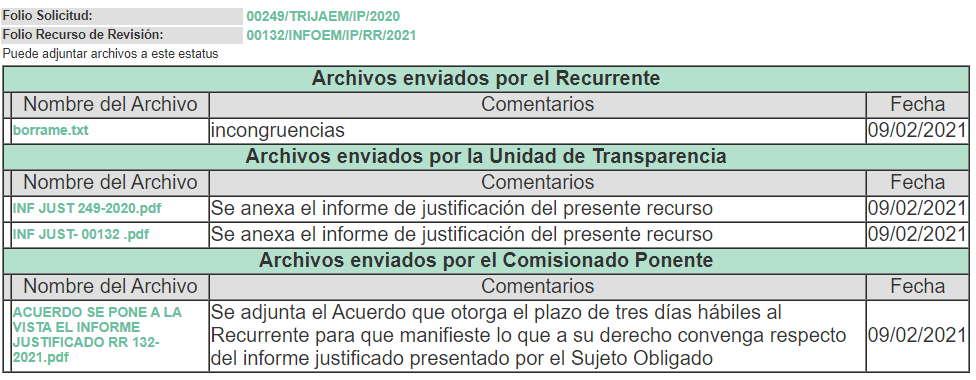 Folio Solicitud: 00249/TRIJAEM/IP/2020
Folio Recurso de Revisión: 00132/INFOEM/IP/RR/2021
Puede adjuntar archivos a este estatus
Archivos enviados por el Recurrente
Nombre del Archivo Comentarios Fecha
borrame.txt incongruencias 09/02/2021
Archivos enviados por la Unidad de Transparencia
Nombre del Archivo Comentarios Fecha
INF JUST 249-2020.pdf Se anexa el informe de justificación del presente recurso 09/02/2021
INF JUST- 00132 .pdf Se anexa el informe de justificación del presente recurso 09/02/2021
Archivos enviados por el Comisionado Ponente
Nombre del Archivo Comentarios Fecha
ACUERDO SE PONE A LA
VISTA EL INFORME
JUSTIFICADO RR 132-
2021.pdf
Se adjunta el Acuerdo que otorga el plazo de tres días hábiles al
Recurrente para que manifieste lo que a su derecho convenga respecto
del informe justificado presentado por el Sujeto Obligado
09/02/2021